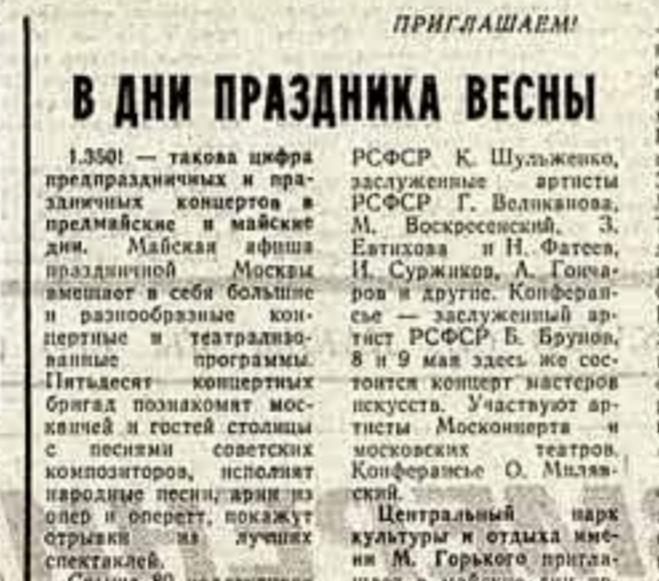 ПРИГЛАШАЕМ!
В ДНИ ПРАЗДНИКА ВЕСНЫ
1.350! — такова цифра
предпраздничных и пра-
здничных концертов в
предмайские и майские
дни. Майская афиша
праздничной Москвы
вмещает в себя большие
и разнообразные кон-
цертные и театрализо-
ванные программы.
Пятьдесят концертных
бригад познакомят мос-
квичей и гостей столицы
с песнями советских
композиторов, исполнят
народные песни, арии из
опер и оперетт, покажут
отрывки из лучших
спектаклей.
РСФСР К. Шульженко,
заслуженные артисты
РСФСР Г. Великанова,
М. Воскресенский, З.
Евтихова и Н. Фатеев,
И. Суржиков, А. Гонча-
ров и другие. Конферан-
сье — заслуженный ар-
тист РСФСР Б. Брунов.
8 и 9 мая здесь же сос-
тоится концерт мастеров
искусств. Участвуют ар-
тисты Москонцерта и
московских театров.
Конферансье О. Миляв-
ский.
Центральный парк
культуры и отдыха име-
ни М. Горького пригла-